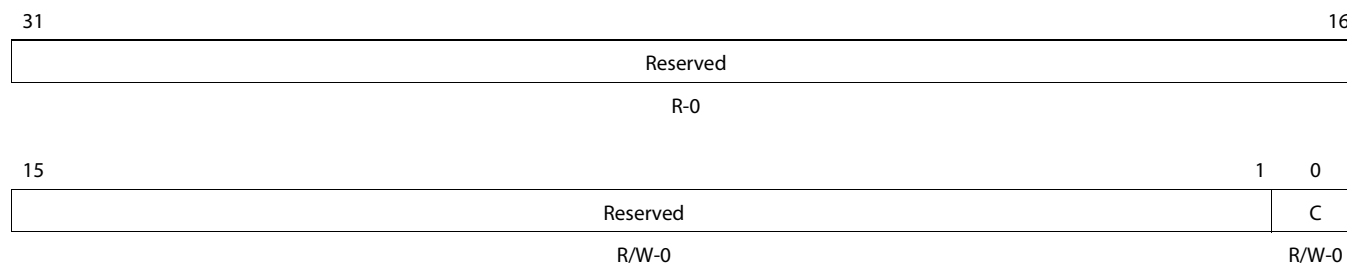 31 16
Reserved
R-0
15 1 0
Reserved C
R/W-0 R/W-0